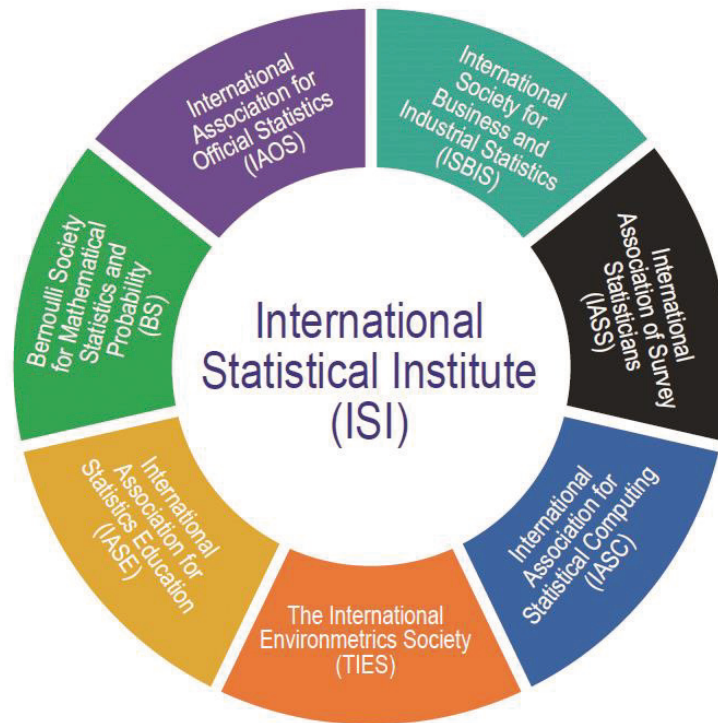 International
Association for
Official Statistics
(IAOS)
International
Society for
Business and
Industrial Statistics
(ISBIS)
International
Association of Survey
Statisticians
(IASS)
International
Association for
Statistical Computing
(IASC)
The International
Environmetrics Society
(TIES)
International
Association for
Statistics Education
(IASE)
Bernoulli Society
for Mathematical
Statistics and
Probability
(BS)
International
Statistical Institute
(ISI)